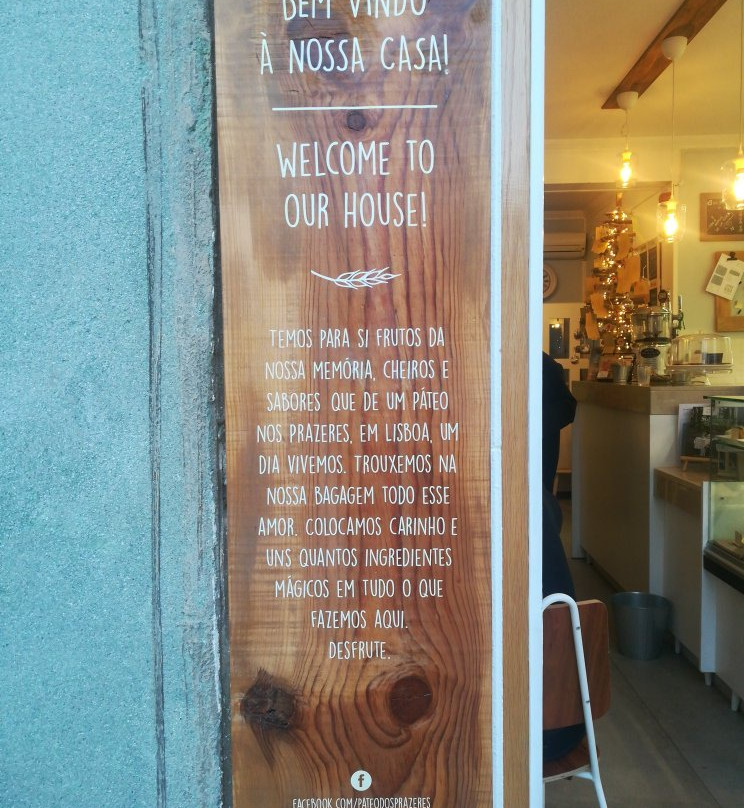 BEM VINDO
À NOSSA CASA!
WELCOME TO
OUR HOUSE!
TEMOS PARA SI FRUTOS DA
NOSSA MEMÓRIA, CHEIROS E
SABORES QUE DE UM PÁTEO
NOS PRAZERES, EM LISBOA, UM
DIA VIVEMOS. TROUXEMOS NA
NOSSA BAGAGEM TODO ESSE
AMOR. COLOCAMOS CARINHO E
UNS QUANTOS INGREDIENTES
MÁGICOS EM TUDO O QUE
FAZEMOS AQUI.
DESFRUTE.
f
FACEBOOK.COM/PATEODOSPRAZERES